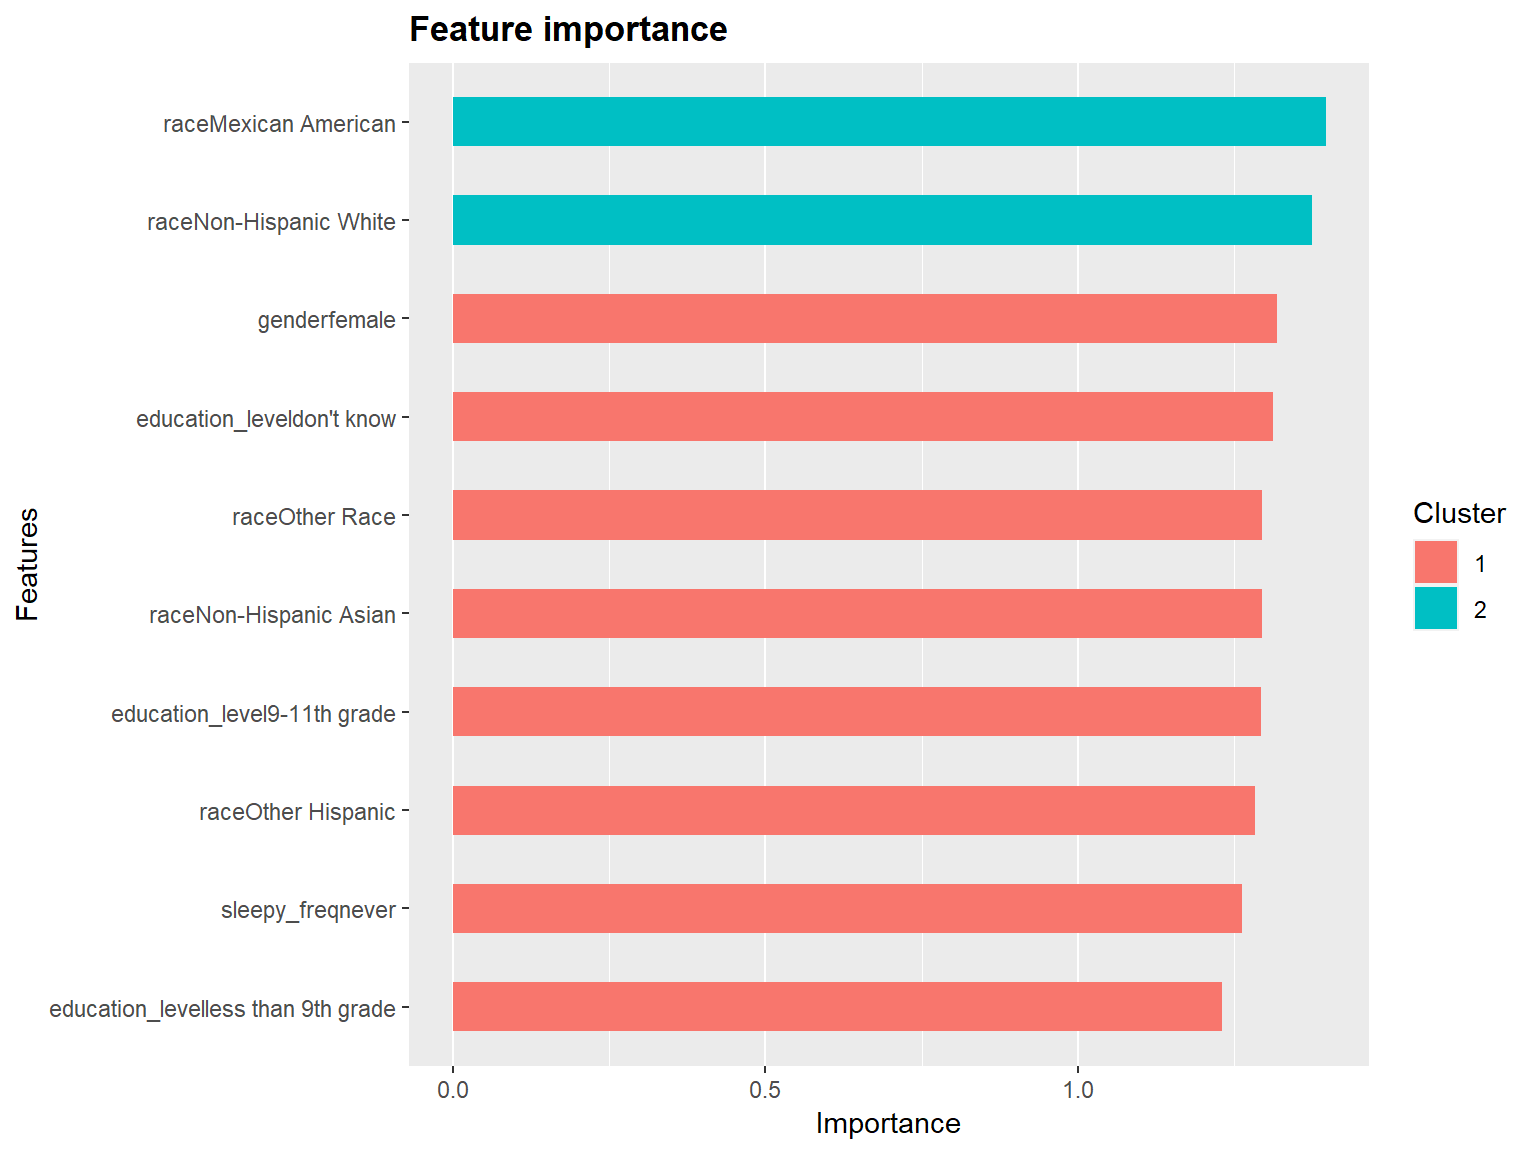 Feature importance
raceMexican American
raceNon-Hispanic White
genderfemale
education_leveldon't know
raceOther Race
raceNon-Hispanic Asian
education_level9-11th grade
raceOther Hispanic
sleepy_freqnever
education_levelless than 9th grade
Features
0.0
0.5
1.0
Importance
Cluster
1
2